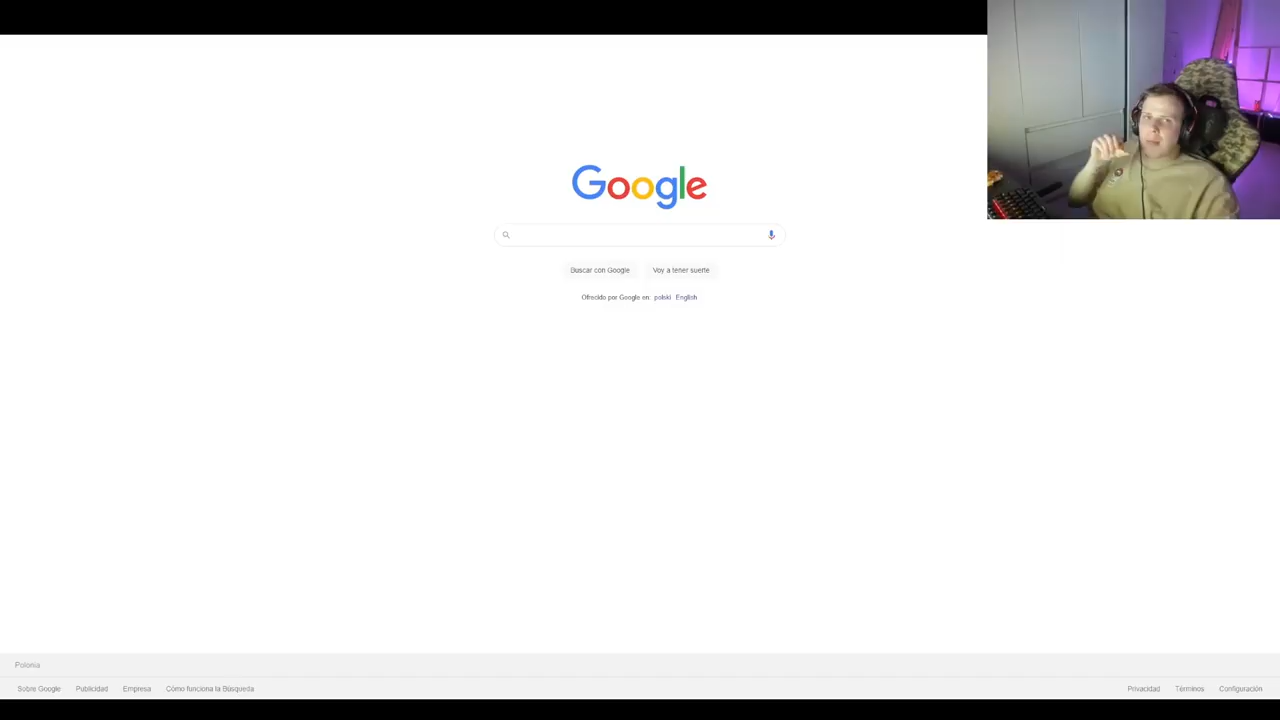 Google
Buscar con Google Voy a tener suerte
Ofrecido por Google en: polski English
Polonia
Sobre Google Publicidad Empresa Cómo funciona la Búsqueda Privacidad Términos Configuración